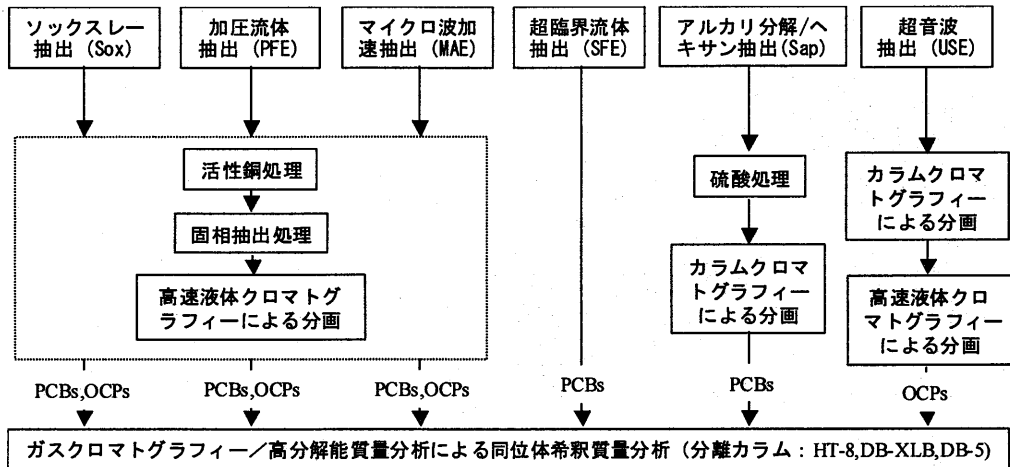 ソックスレー
抽出 (Sox)
加圧流体
抽出 (PFE)
マイクロ波加
速抽出 (MAE)
超臨界流体
抽出 (SFE)
アルカリ分解/ヘ
キサン抽出(Sap)
超音波
抽出 (USE)
活性銅処理
固相抽出処理
高速液体クロマトグ
ラフィーによる分画
硫酸処理
カラムクロマ
トグラフィー
による分画
カラムクロマ
トグラフィー
による分画
高速液体クロ
マトグラフィー
による分画
PCBs,OCPs
PCBs,OCPs
PCBs,OCPs
PCBs
PCBs
OCPs
ガスクロマトグラフィー／高分解能質量分析による同位体希釈質量分析（分離カラム：HT-8,DB-XLB,DB-5)